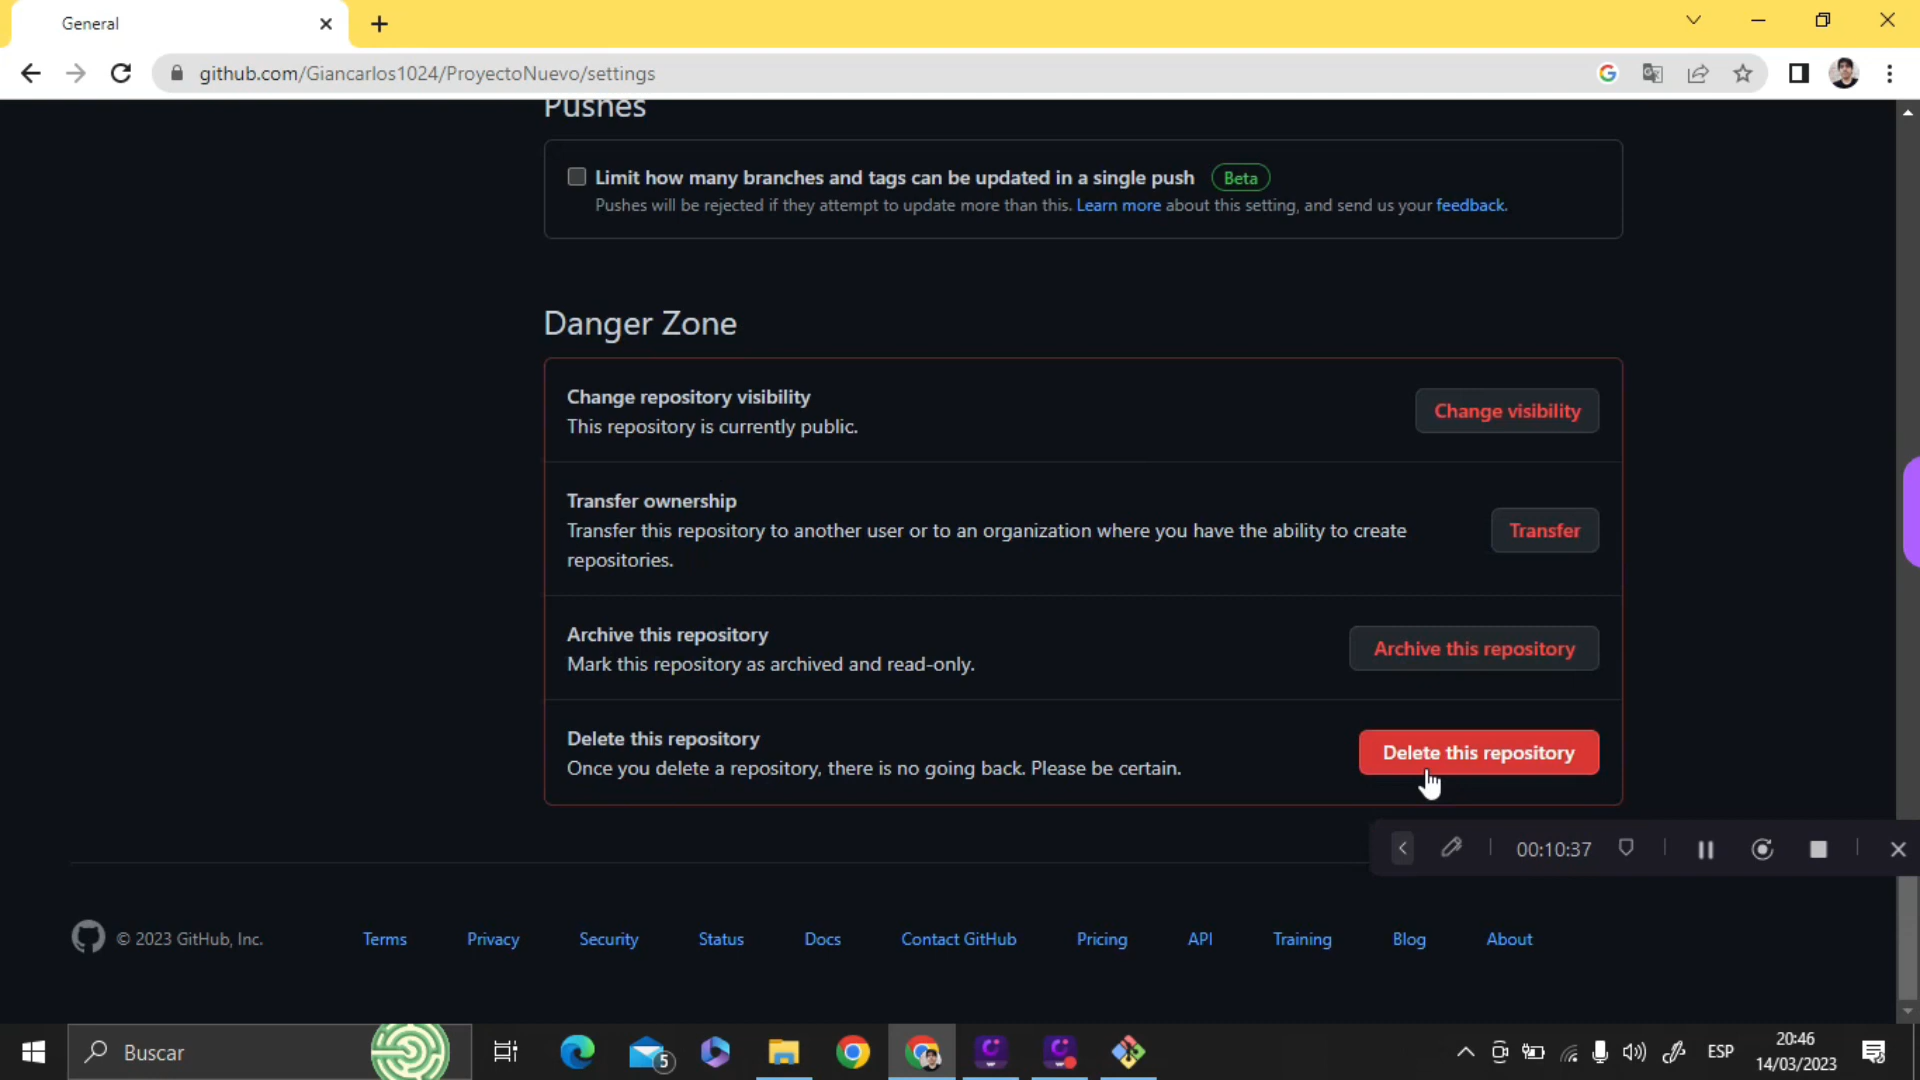 General
github.com/Giancarlos1024/ProyectoNuevo/settings
Pushes
Limit how many branches and tags can be updated in a single push Beta
Pushes will be rejected if they attempt to update more than this. Learn more about this setting, and send us your feedback.
Danger Zone
Change repository visibility
This repository is currently public.
Change visibility
Transfer ownership
Transfer this repository to another user or to an organization where you have the ability to create
repositories.
Transfer
Archive this repository
Mark this repository as archived and read-only.
Archive this repository
Delete this repository
Once you delete a repository, there is no going back. Please be certain.
Delete this repository
00:10:37
© 2023 GitHub, Inc. Terms Privacy Security Status Docs Contact GitHub Pricing API Training Blog About
Buscar
5
ESP
20:46
14/03/2023